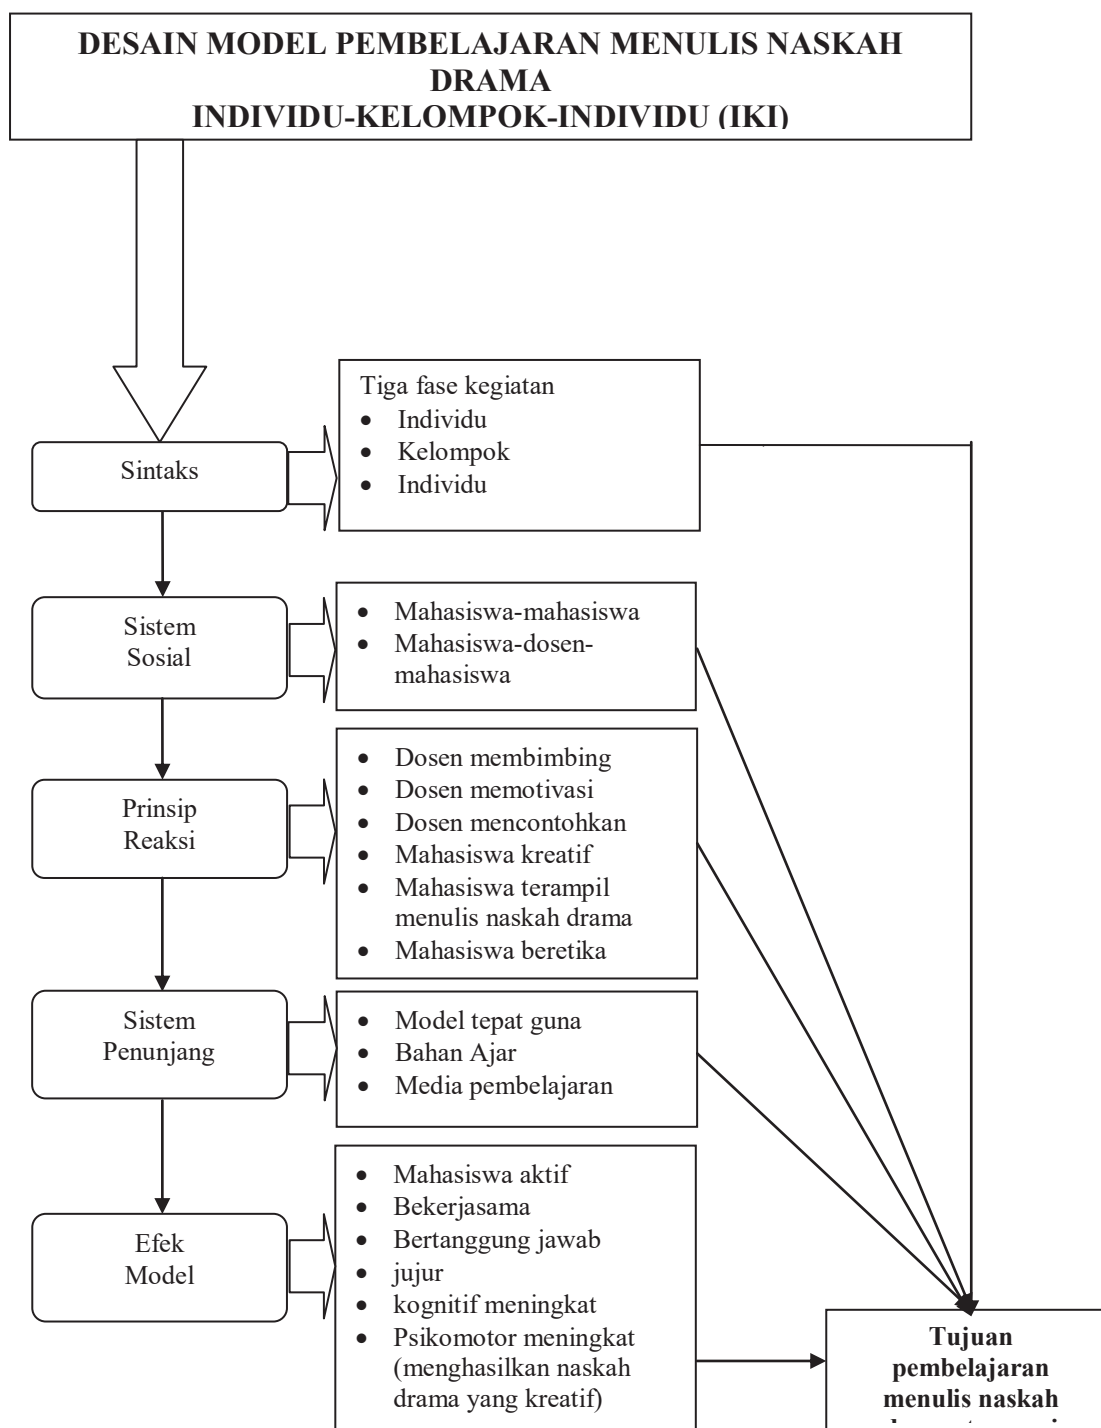 DESAIN MODEL PEMBELAJARAN MENULIS NASKAH
DRAMA
INDIVIDU-KELOMPOK-INDIVIDU (IKI)
Sintaks
Tiga fase kegiatan
• Individu
• Kelompok
• Individu
Sistem
Sosial
• Mahasiswa-mahasiswa
• Mahasiswa-dosen-
mahasiswa
Prinsip
Reaksi
• Dosen membimbing
• Dosen memotivasi
• Dosen mencontohkan
• Mahasiswa kreatif
• Mahasiswa terampil
menulis naskah drama
• Mahasiswa beretika
Sistem
Penunjang
• Model tepat guna
• Bahan Ajar
• Media pembelajaran
Efek
Model
• Mahasiswa aktif
• Bekerjasama
• Bertanggung jawab
• jujur
• kognitif meningkat
• Psikomotor meningkat
(menghasilkan naskah
drama yang kreatif)
Tujuan
pembelajaran
menulis naskah